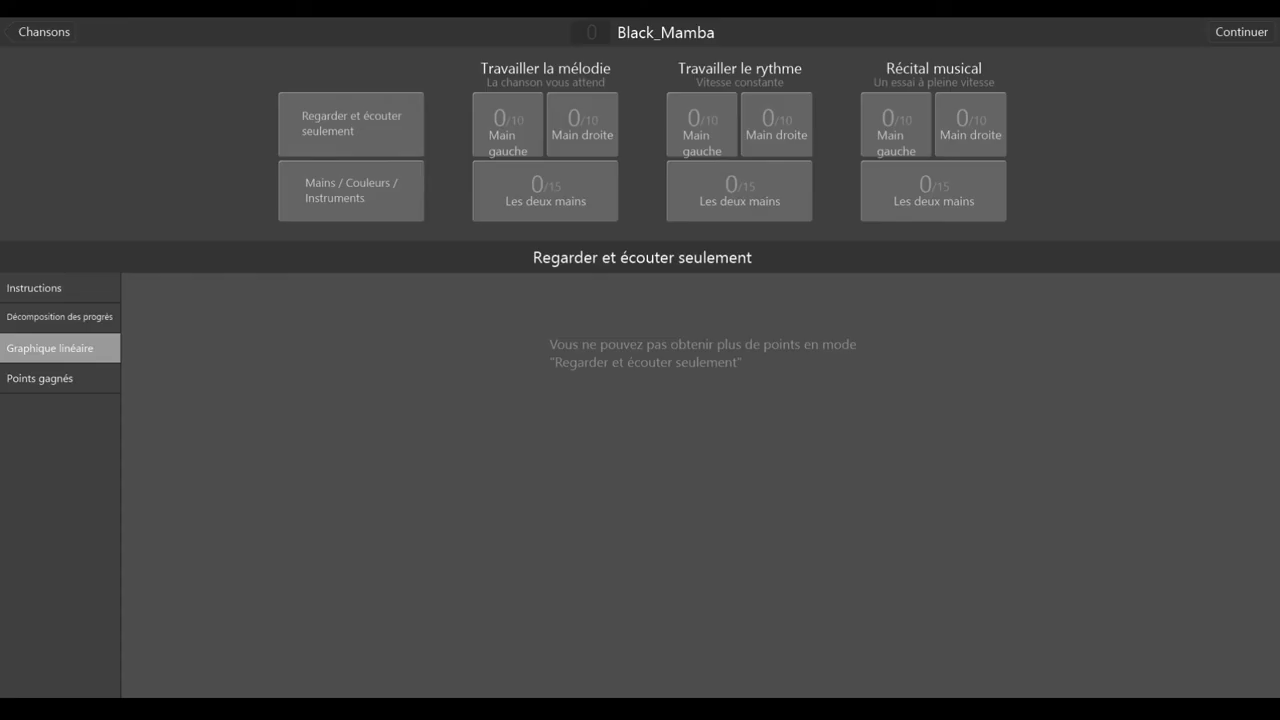 Chansons
0 Black_Mamba
Continuer
Travailler la mélodie
La chanson vous attend
Travailler le rythme
Vitesse constante
Récital musical
Un essai à pleine vitesse
Regarder et écouter
seulement
0/10
Main
gauche
0/10
Main droite
0/10
Main
gauche
0/10
Main droite
0/10
Main
gauche
0/10
Main droite
Mains / Couleurs /
Instruments
0/15
Les deux mains
0/15
Les deux mains
0/15
Les deux mains
Regarder et écouter seulement
Instructions
Décomposition des progrés
Graphique linéaire
Points gagnés
Vous ne pouvez pas obtenir plus de points en mode
"Regarder et écouter seulement"